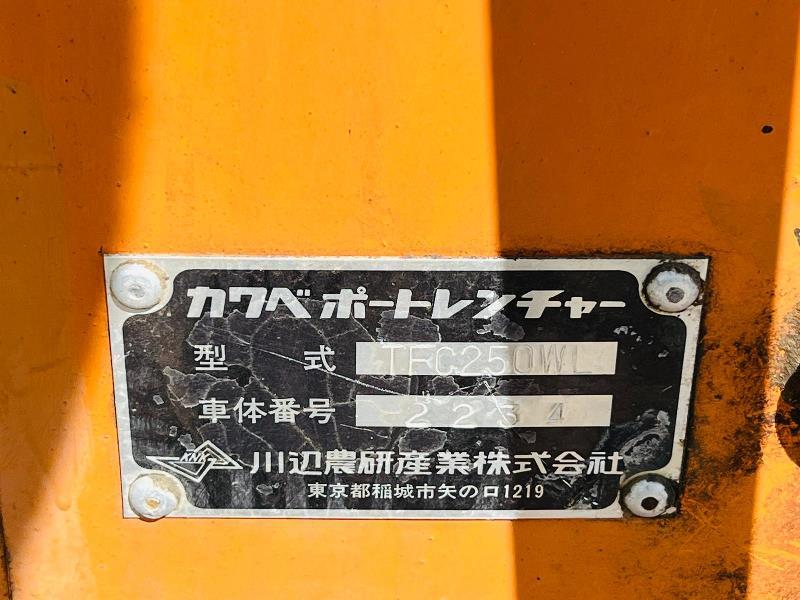 カワベ ポートレンチャー
型式 TFC250WL
車体番号 2234
KNK 川辺農研産業株式会社
東京都稲城市矢の口1219